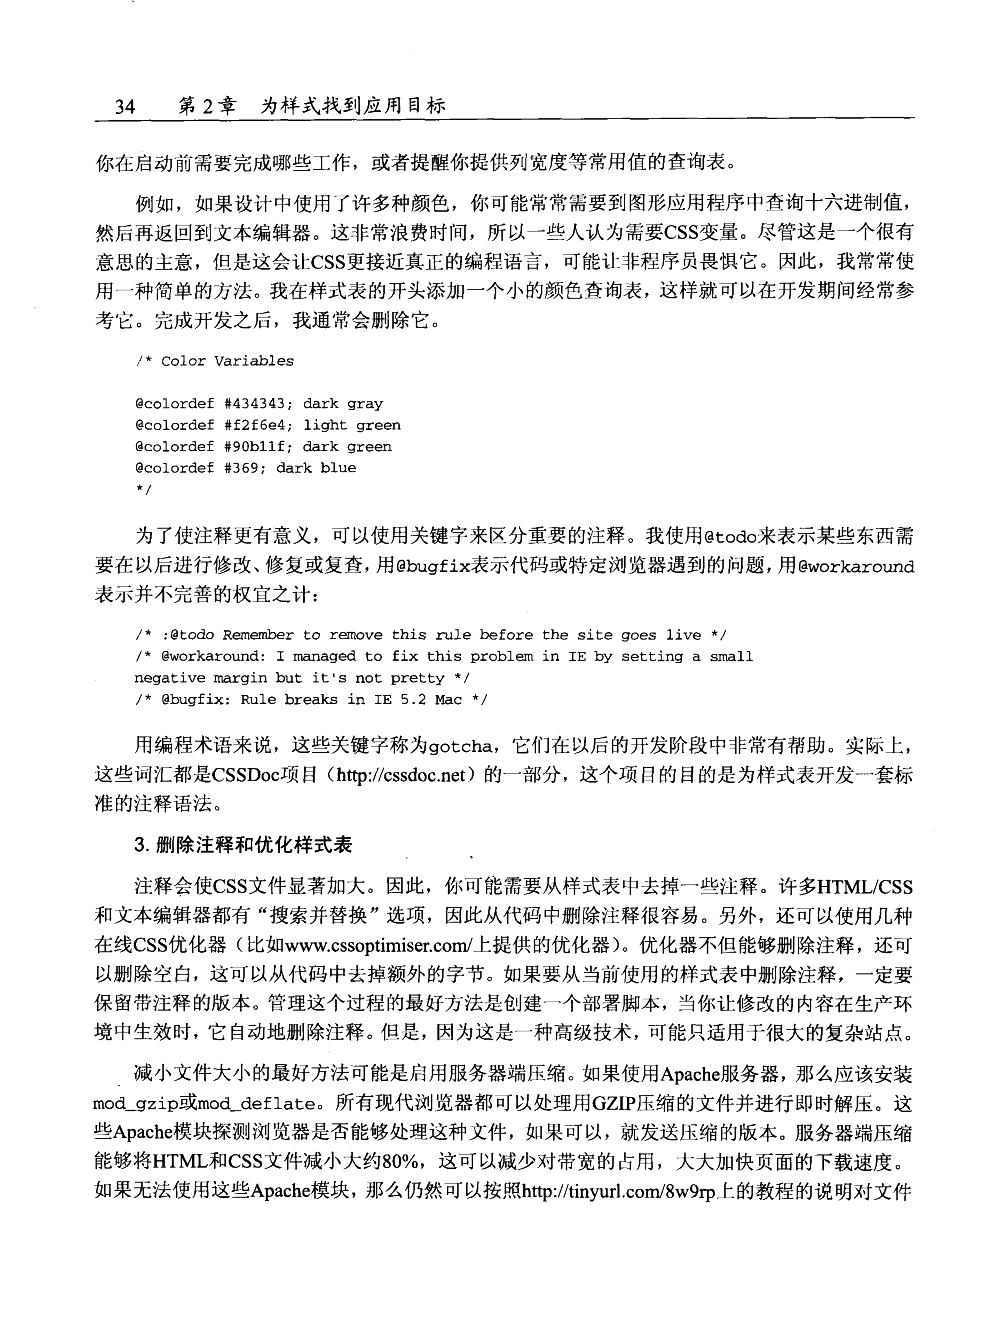 34 第2章 为样式找到应用目标
你在启动前需要完成哪些工作，或者提醒你提供列宽度等常用值的查询表。
例如，如果设计中使用了许多种颜色，你可能常常需要到图形应用程序中查询十六进制值，
然后再返回到文本编辑器。这非常浪费时间，所以一些人认为需要CSS变量。尽管这是一个很有
意思的主意，但是这会让CSS更接近真正的编程语言，可能让非程序员畏惧它。因此，我常常使
用一种简单的方法。我在样式表的开头添加一个小的颜色查询表，这样就可以在开发期间经常参
考它。完成开发之后，我通常会删除它。
/* Color Variables
@colordef #434343; dark gray
@colordef #f2f6e4; light green
@colordef #90b11f; dark green
@colordef #369; dark blue
*/
为了使注释更有意义，可以使用关键字来区分重要的注释。我使用@todo来表示某些东西需
要在以后进行修改、修复或复查，用@bugfix表示代码或特定浏览器遇到的问题，用@workaround
表示并不完善的权宜之计：
/* :@todo Remember to remove this rule before the site goes live */
/* @workaround: I managed to fix this problem in IE by setting a small
negative margin but it's not pretty */
/* @bugfix: Rule breaks in IE 5.2 Mac */
用编程术语来说，这些关键字称为gotcha，它们在以后的开发阶段中非常有帮助。实际上，
这些词汇都是CSSDoc项目（http://cssdoc.net）的一部分，这个项目的目的是为样式表开发一套标
准的注释语法。
3. 删除注释和优化样式表
注释会使CSS文件显著加大。因此，你可能需要从样式表中去掉一些注释。许多HTML/CSS
和文本编辑器都有“搜索并替换”选项，因此从代码中删除注释很容易。另外，还可以使用几种
在线CSS优化器（比如www.cssoptimiser.com/上提供的优化器）。优化器不但能够删除注释，还可
以删除空白，这可以从代码中去掉额外的字节。如果要从当前使用的样式表中删除注释，一定要
保留带注释的版本。管理这个过程的最好方法是创建一个部署脚本，当你让修改的内容在生产环
境中生效时，它自动地删除注释。但是，因为这是一种高级技术，可能只适用于很大的复杂站点。
减小文件大小的最好方法可能是启用服务器端压缩。如果使用Apache服务器，那么应该安装
mod_gzip或mod_deflate。所有现代浏览器都可以处理用GZIP压缩的文件并进行即时解压。这
些Apache模块探测浏览器是否能够处理这种文件，如果可以，就发送压缩的版本。服务器端压缩
能够将HTML和CSS文件减小大约80%，这可以减少对带宽的占用，大大加快页面的下载速度。
如果无法使用这些Apache模块，那么仍然可以按照http://tinyurl.com/8w9rp上的教程的说明对文件